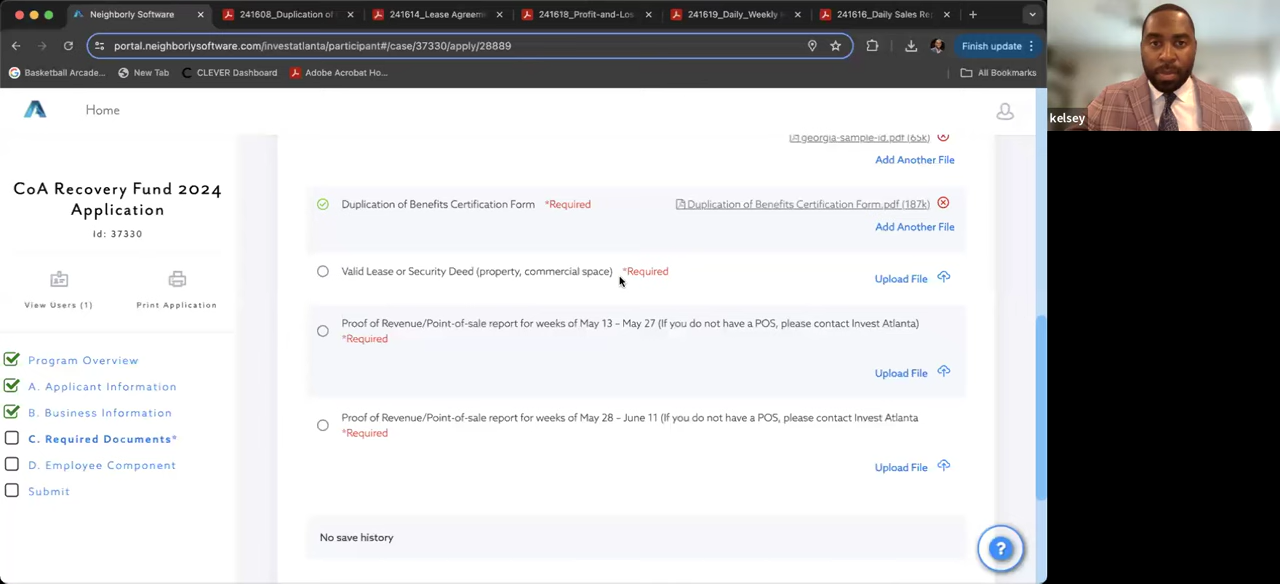 Neighborly Software
241608_Duplication of
241614_Lease Agreem
241618_Profit-and-Los
241619_Daily_Weekly
241616_Daily Sales Re
portal.neighborlysoftware.com/investatlanta/participant#/case/37330/apply/28889
Finish update
Basketball Arcade...
New Tab
CLEVER Dashboard
Adobe Acrobat Ho...
All Bookmarks
kelsey
Home
georgia-sample-id.pdf (65k)
Add Another File
CoA Recovery Fund 2024
Application
Id: 37330
View Users (1)
Print Application
Duplication of Benefits Certification Form *Required
Duplication of Benefits Certification Form.pdf (187k)
Add Another File
Valid Lease or Security Deed (property, commercial space) *Required
Upload File
Proof of Revenue/Point-of-sale report for weeks of May 13 – May 27 (If you do not have a POS, please contact Invest Atlanta)
*Required
Upload File
Proof of Revenue/Point-of-sale report for weeks of May 28 – June 11 (If you do not have a POS, please contact Invest Atlanta
*Required
Upload File
Program Overview
A. Applicant Information
B. Business Information
C. Required Documents*
D. Employee Component
Submit
No save history
?